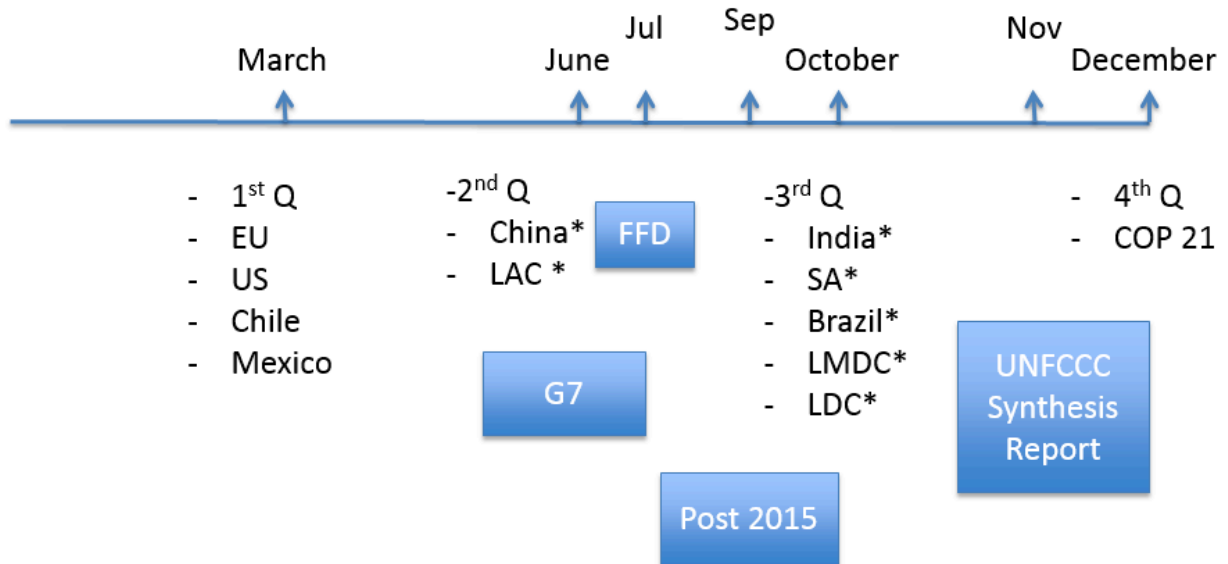 March
June
Jul
Sep
October
Nov
December
- 1st Q
- EU
- US
- Chile
- Mexico
-2nd Q
- China*
- LAC *
FFD
G7
-3rd Q
- India*
- SA*
- Brazil*
- LMDC*
- LDC*
Post 2015
- 4th Q
- COP 21
UNFCCC
Synthesis
Report